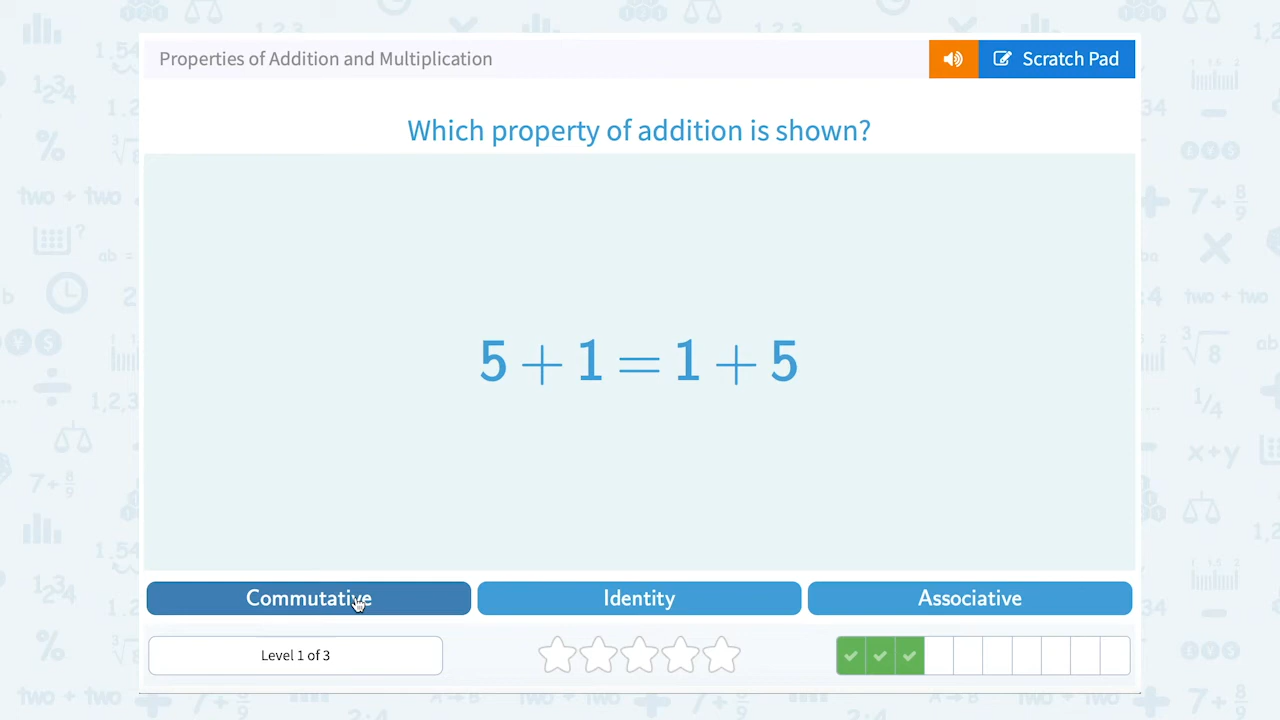 Properties of Addition and Multiplication
Scratch Pad
Which property of addition is shown?
5 + 1 = 1 + 5
Commutative
Identity
Associative
Level 1 of 3